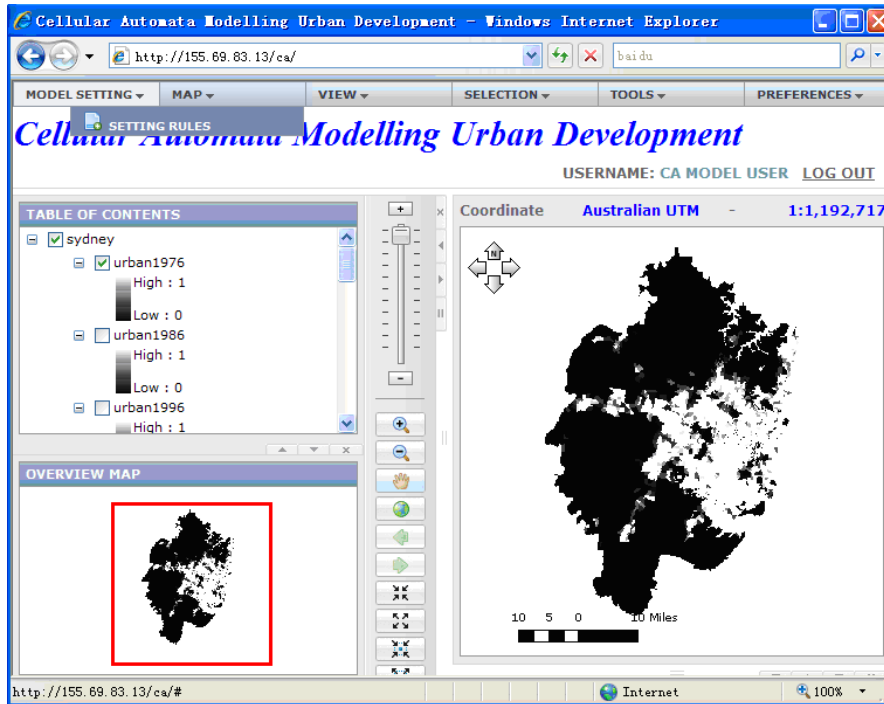 Cellular Automata Modelling Urban Development - Windows Internet Explorer
http://155.69.83.13/ca/
baidu
MODEL SETTING MAP VIEW SELECTION TOOLS PREFERENCES
SETTING RULES
Cellular Automata Modelling Urban Development
USERNAME: CA MODEL USER LOG OUT
TABLE OF CONTENTS
sydney
urban1976
High : 1
Low : 0
urban1986
High : 1
Low : 0
urban1996
High : 1
OVERVIEW MAP
Coordinate Australian UTM - 1:1,192,717
N
10 5 0 10 Miles
http://155.69.83.13/ca/# Internet 100%